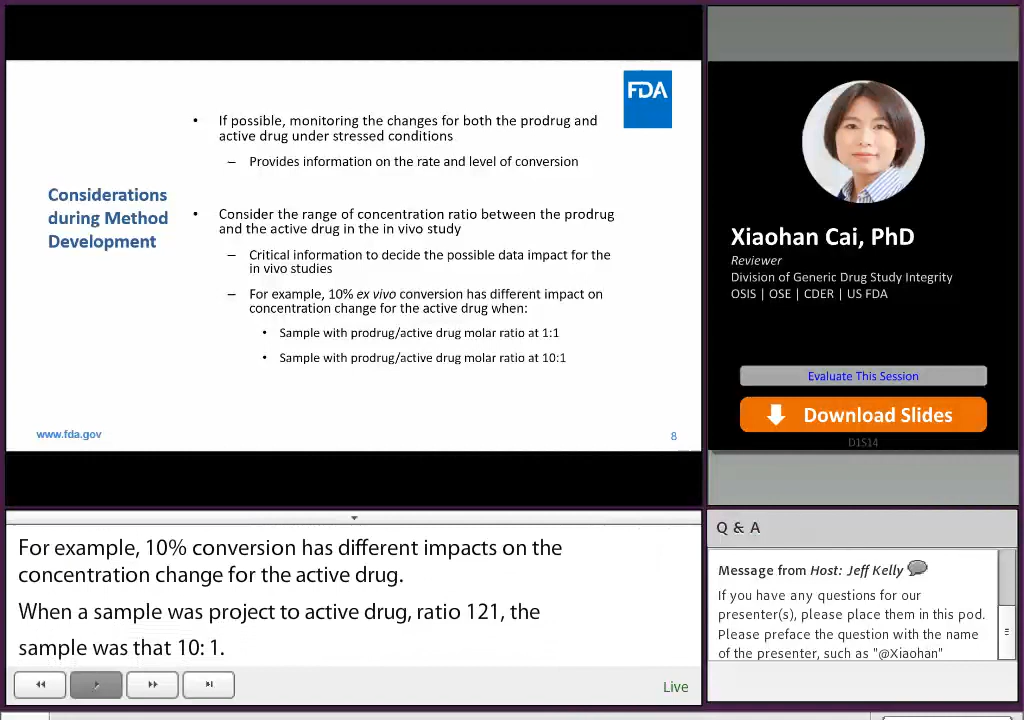 FDA
• If possible, monitoring the changes for both the prodrug and
active drug under stressed conditions
– Provides information on the rate and level of conversion
Considerations
during Method
Development
• Consider the range of concentration ratio between the prodrug
and the active drug in the in vivo study
– Critical information to decide the possible data impact for the
in vivo studies
– For example, 10% ex vivo conversion has different impact on
concentration change for the active drug when:
• Sample with prodrug/active drug molar ratio at 1:1
• Sample with prodrug/active drug molar ratio at 10:1
www.fda.gov
8
Xiaohan Cai, PhD
Reviewer
Division of Generic Drug Study Integrity
OSIS | OSE | CDER | US FDA
Evaluate This Session
Download Slides
D1S14
For example, 10% conversion has different impacts on the
concentration change for the active drug.
When a sample was project to active drug, ratio 121, the
sample was that 10: 1.
Live
Q & A
Message from Host: Jeff Kelly
If you have any questions for our
presenter(s), please place them in this pod.
Please preface the question with the name
of the presenter, such as "@Xiaohan"